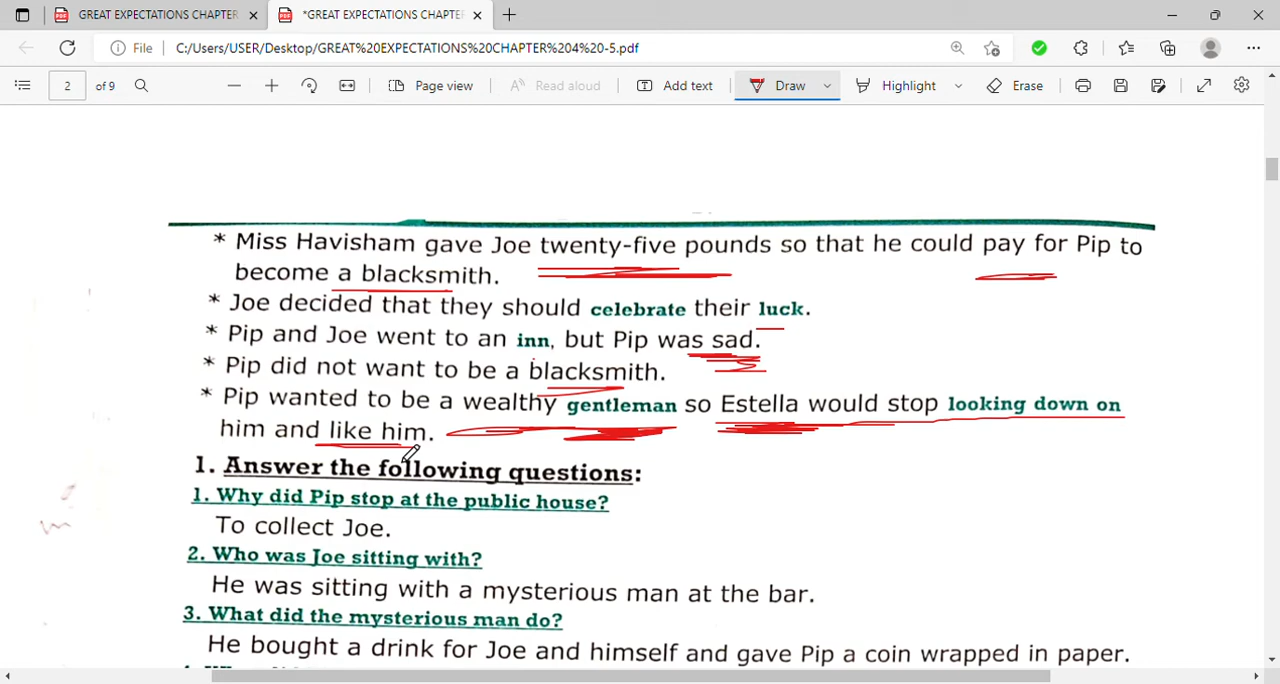 GREAT EXPECTATIONS CHAPTER
*GREAT EXPECTATIONS CHAPTE
File C:/Users/USER/Desktop/GREAT%20EXPECTATIONS%20CHAPTER%204%20-5.pdf
2 of 9 Page view Read aloud Add text Draw Highlight Erase
* Miss Havisham gave Joe twenty-five pounds so that he could pay for Pip to
become a blacksmith.
* Joe decided that they should celebrate their luck.
* Pip and Joe went to an inn, but Pip was sad.
* Pip did not want to be a blacksmith.
* Pip wanted to be a wealthy gentleman so Estella would stop looking down on
him and like him.
1. Answer the following questions:
1. Why did Pip stop at the public house?
To collect Joe.
2. Who was Joe sitting with?
He was sitting with a mysterious man at the bar.
3. What did the mysterious man do?
He bought a drink for Joe and himself and gave Pip a coin wrapped in paper.